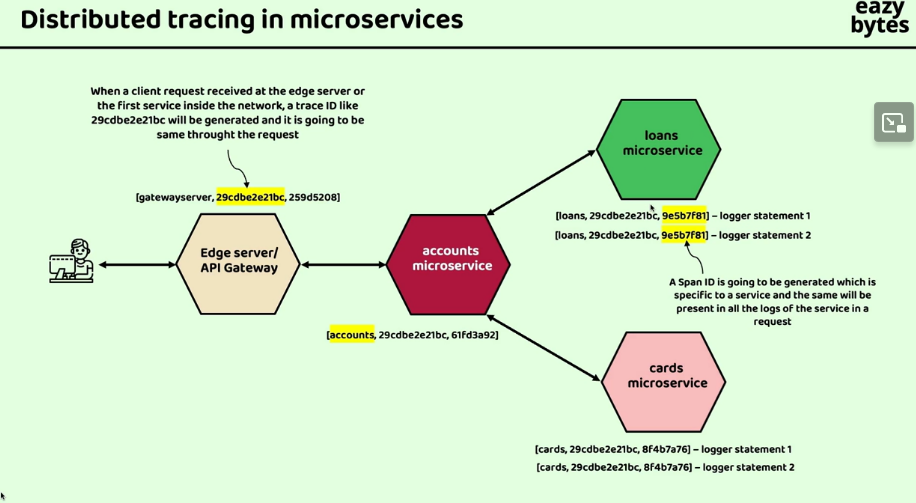 Distributed tracing in microservices
eazy
bytes
When a client request received at the edge server or
the first service inside the network, a trace ID like
29cdbe2e21bc will be generated and it is going to be
same throught the request
[gatewayserver, 29cdbe2e21bc, 259d5208]
Edge server/
API Gateway
accounts
microservice
[accounts, 29cdbe2e21bc, 61fd3a92]
loans
microservice
[loans, 29cdbe2e21bc, 9e5b7f81] – logger statement 1
[loans, 29cdbe2e21bc, 9e5b7f81] – logger statement 2
A Span ID is going to be generated which is
specific to a service and the same will be
present in all the logs of the service in a
request
cards
microservice
[cards, 29cdbe2e21bc, 8f4b7a76] – logger statement 1
[cards, 29cdbe2e21bc, 8f4b7a76] – logger statement 2